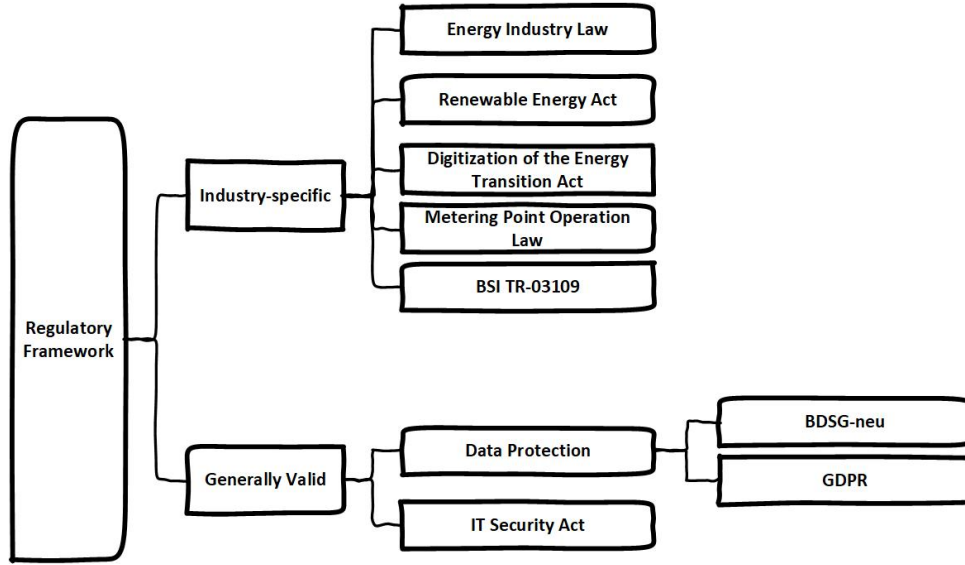 Energy Industry Law
Renewable Energy Act
Digitization of the Energy
Transition Act
Industry-specific
Metering Point Operation
Law
BSI TR-03109
Regulatory
Framework
BDSG-neu
Data Protection
Generally Valid
GDPR
IT Security Act